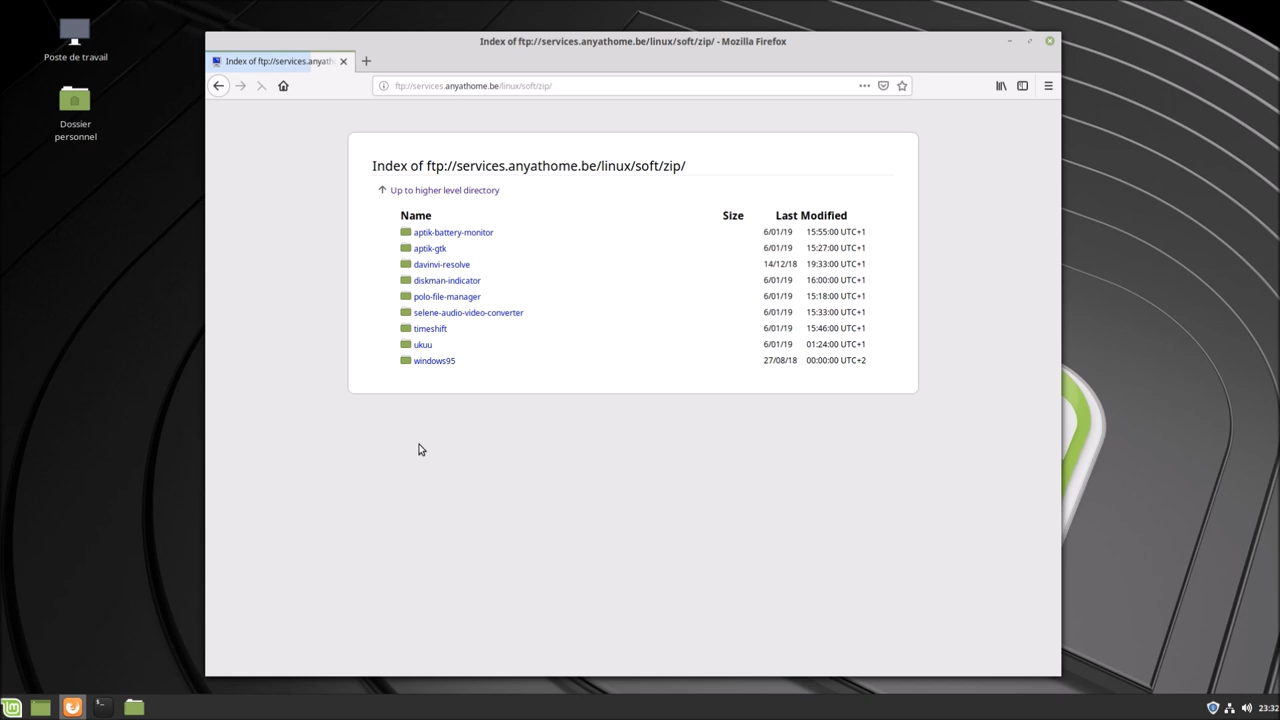 Poste de travail
Dossier
personnel
Index of ftp://services.anyathome.be/linux/soft/zip/ - Mozilla Firefox
Index of ftp://services.anyath
ftp://services.anyathome.be/linux/soft/zip/
Index of ftp://services.anyathome.be/linux/soft/zip/
Up to higher level directory
Name Size Last Modified
aptik-battery-monitor 6/01/19 15:55:00 UTC+1
aptik-gtk 6/01/19 15:27:00 UTC+1
davinvi-resolve 14/12/18 19:33:00 UTC+1
diskman-indicator 6/01/19 16:00:00 UTC+1
polo-file-manager 6/01/19 15:18:00 UTC+1
selene-audio-video-converter 6/01/19 15:33:00 UTC+1
timeshift 6/01/19 15:46:00 UTC+1
ukuu 6/01/19 01:24:00 UTC+1
windows95 27/08/18 00:00:00 UTC+2
23:32